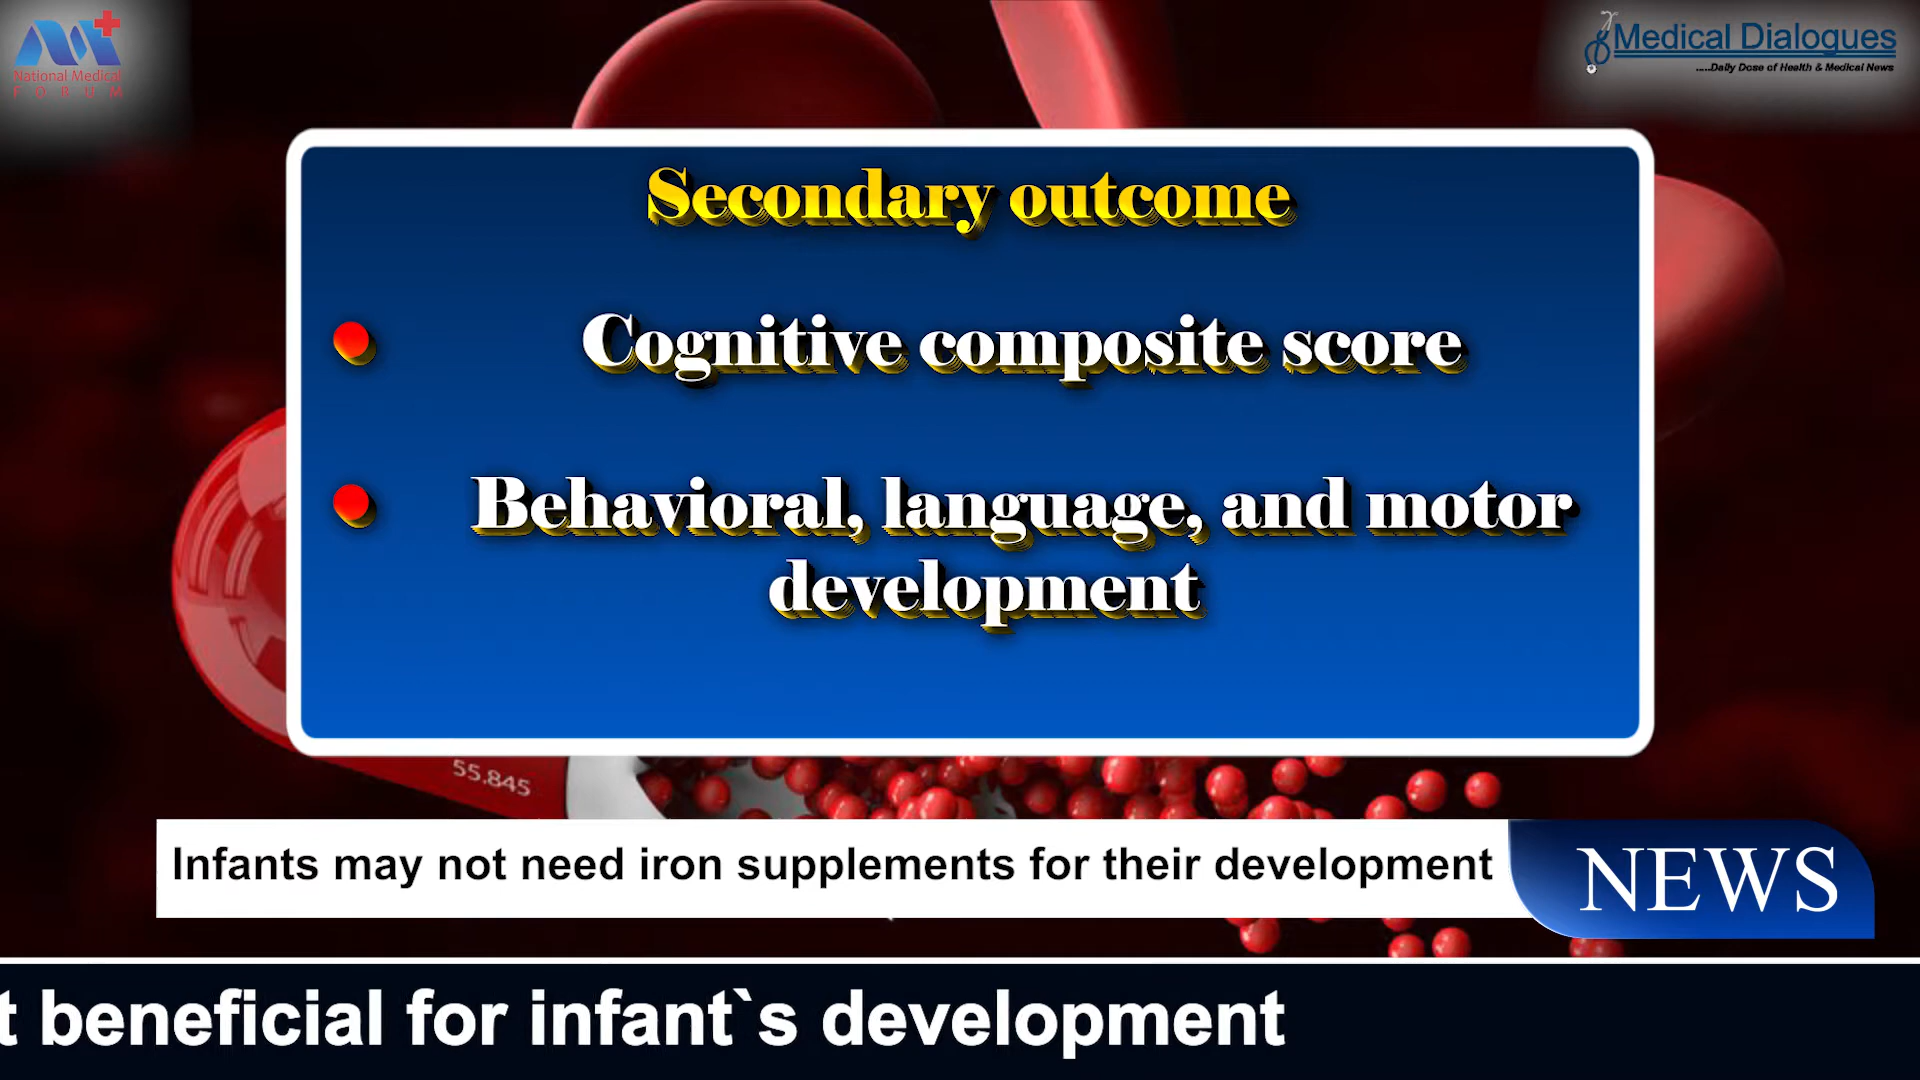 National Medical
FORUM
Medical Dialogues
.....Daily Dose of Health & Medical News
Secondary outcome
Cognitive composite score
Behavioral, language, and motor
development
55.845
Infants may not need iron supplements for their development
NEWS
t beneficial for infant`s development